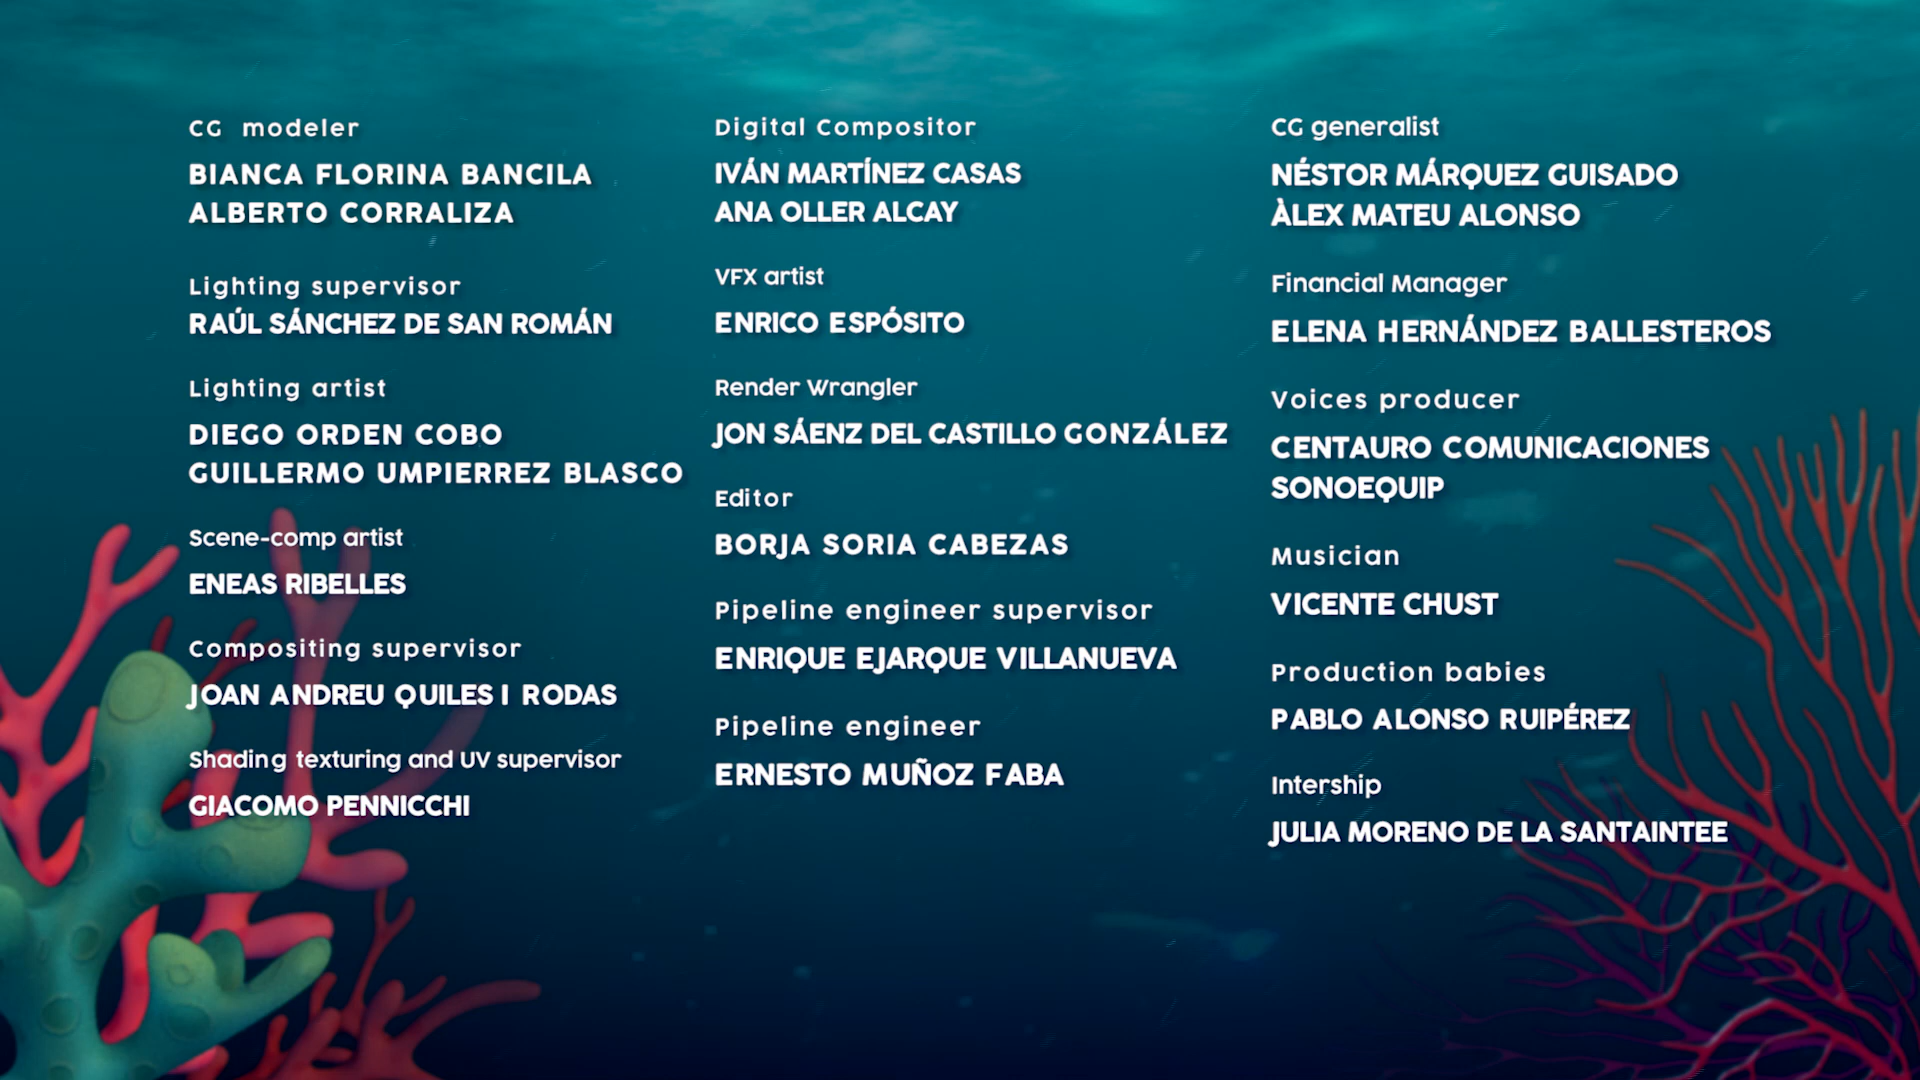 CG modeler
BIANCA FLORINA BANCILA
ALBERTO CORRALIZA
Lighting supervisor
RAÚL SÁNCHEZ DE SAN ROMÁN
Lighting artist
DIEGO ORDEN COBO
GUILLERMO UMPIERREZ BLASCO
Scene-comp artist
ENEAS RIBELLES
Compositing supervisor
JOAN ANDREU QUILES I RODAS
Shading texturing and UV supervisor
GIACOMO PENNICCHI
Digital Compositor
IVÁN MARTÍNEZ CASAS
ANA OLLER ALCAY
VFX artist
ENRICO ESPÓSITO
Render Wrangler
JON SÁENZ DEL CASTILLO GONZÁLEZ
Editor
BORJA SORIA CABEZAS
Pipeline engineer supervisor
ENRIQUE EJARQUE VILLANUEVA
Pipeline engineer
ERNESTO MUÑOZ FABA
CG generalist
NÉSTOR MÁRQUEZ GUISADO
ÀLEX MATEU ALONSO
Financial Manager
ELENA HERNÁNDEZ BALLESTEROS
Voices producer
CENTAURO COMUNICACIONES
SONOEQUIP
Musician
VICENTE CHUST
Production babies
PABLO ALONSO RUIPÉREZ
Intership
JULIA MORENO DE LA SANTAINTEE